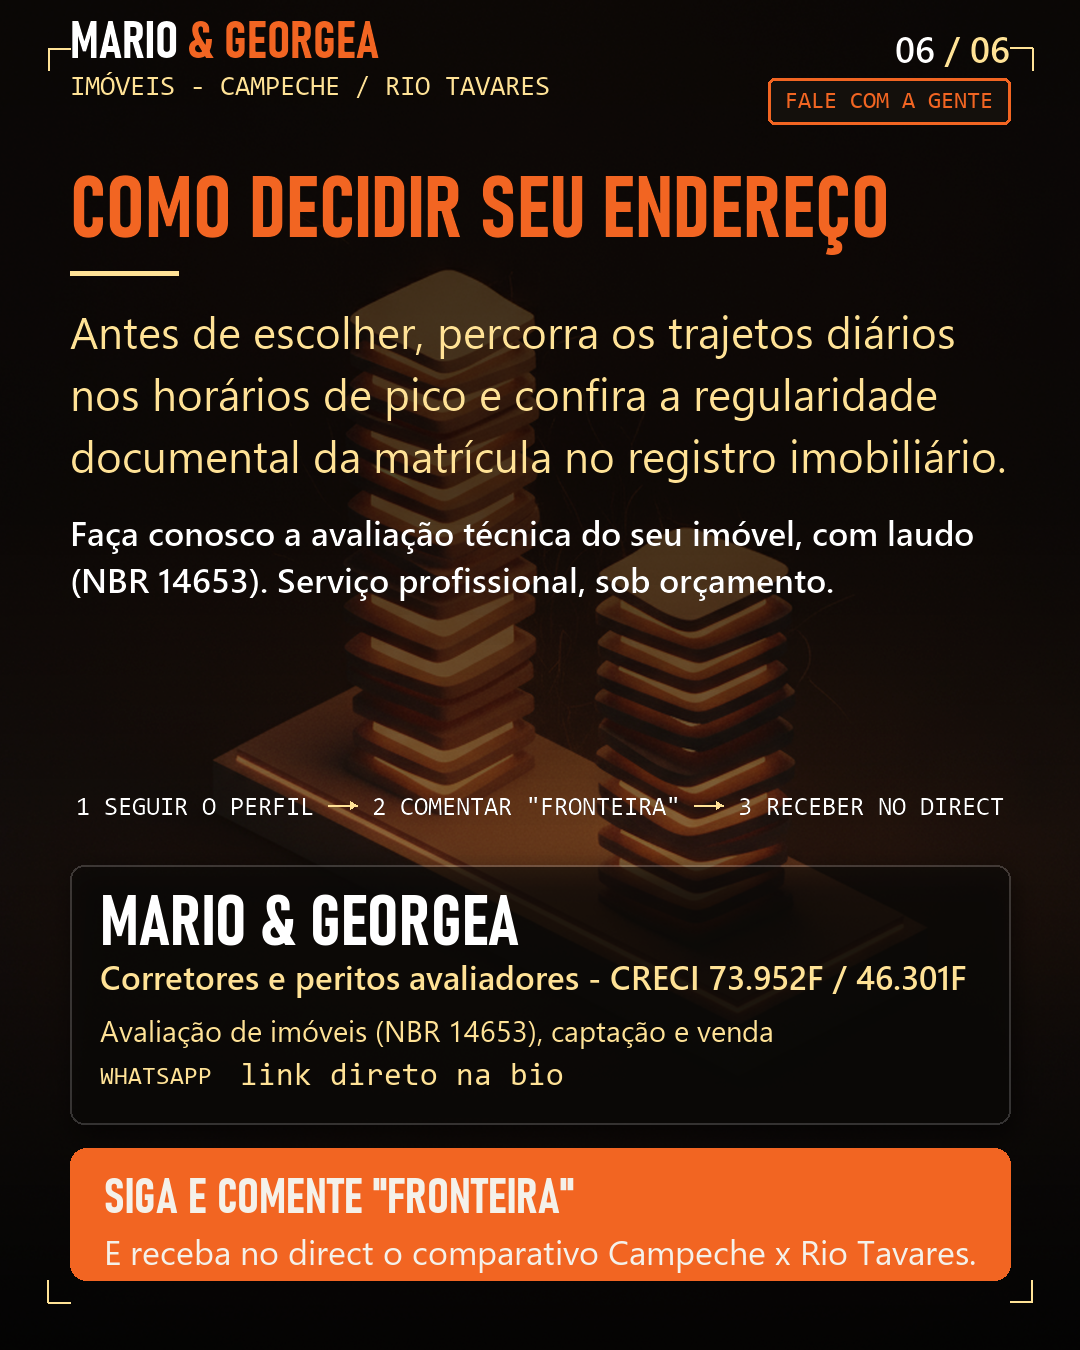 MARIO & GEORGEA
IMÓVEIS - CAMPECHE / RIO TAVARES
06 / 06
FALE COM A GENTE
COMO DECIDIR SEU ENDEREÇO
Antes de escolher, percorra os trajetos diários
nos horários de pico e confira a regularidade
documental da matrícula no registro imobiliário.
Faça conosco a avaliação técnica do seu imóvel, com laudo
(NBR 14653). Serviço profissional, sob orçamento.
1 SEGUIR O PERFIL → 2 COMENTAR "FRONTEIRA" → 3 RECEBER NO DIRECT
MARIO & GEORGEA
Corretores e peritos avaliadores - CRECI 73.952F / 46.301F
Avaliação de imóveis (NBR 14653), captação e venda
WHATSAPP link direto na bio
SIGA E COMENTE "FRONTEIRA"
E receba no direct o comparativo Campeche x Rio Tavares.